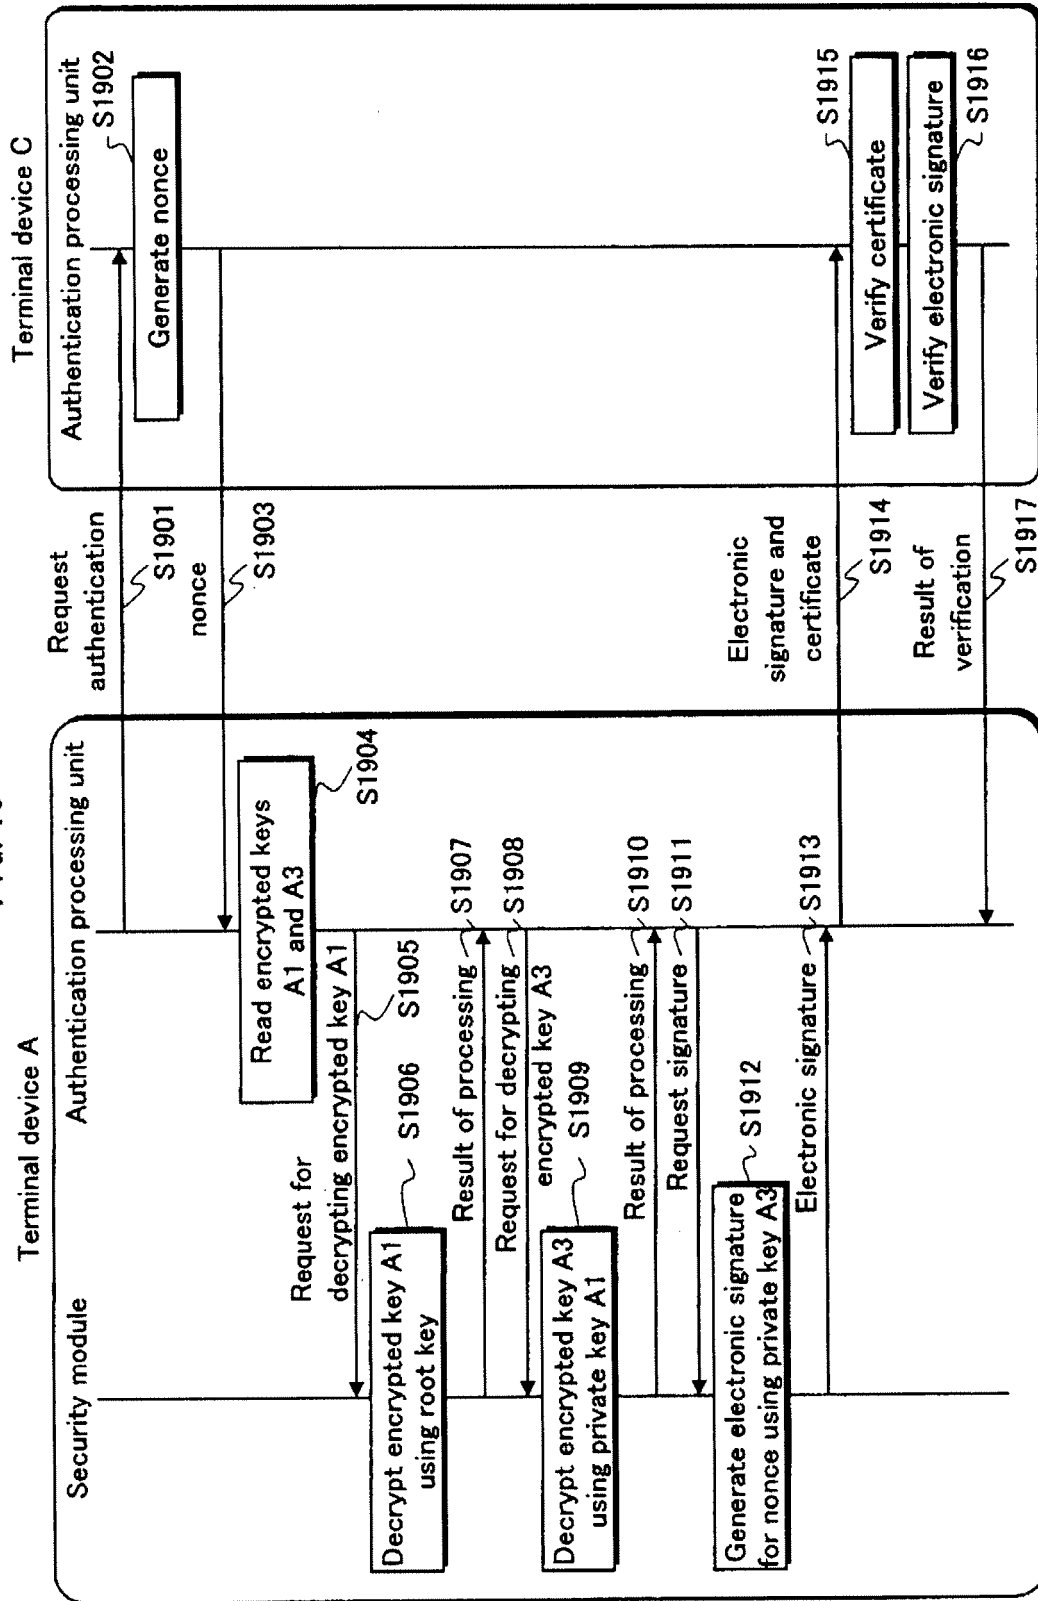 Terminal device A
Terminal device C
Security module
Authentication processing unit
Authentication processing unit
Request
authentication
S1901
S1902
Generate nonce
nonce
S1903
Read encrypted keys
A1 and A3
S1904
Request for
decrypting encrypted key A1
S1905
Decrypt encrypted key A1
using root key
S1906
Result of processing
S1907
Request for decrypting
encrypted key A3
S1908
Decrypt encrypted key A3
using private key A1
S1909
Result of processing
S1910
Request signature
S1911
Generate electronic signature
for nonce using private key A3
S1912
Electronic signature
S1913
Electronic
signature and
certificate
S1914
Verify certificate
S1915
Verify electronic signature
S1916
Result of
verification
S1917